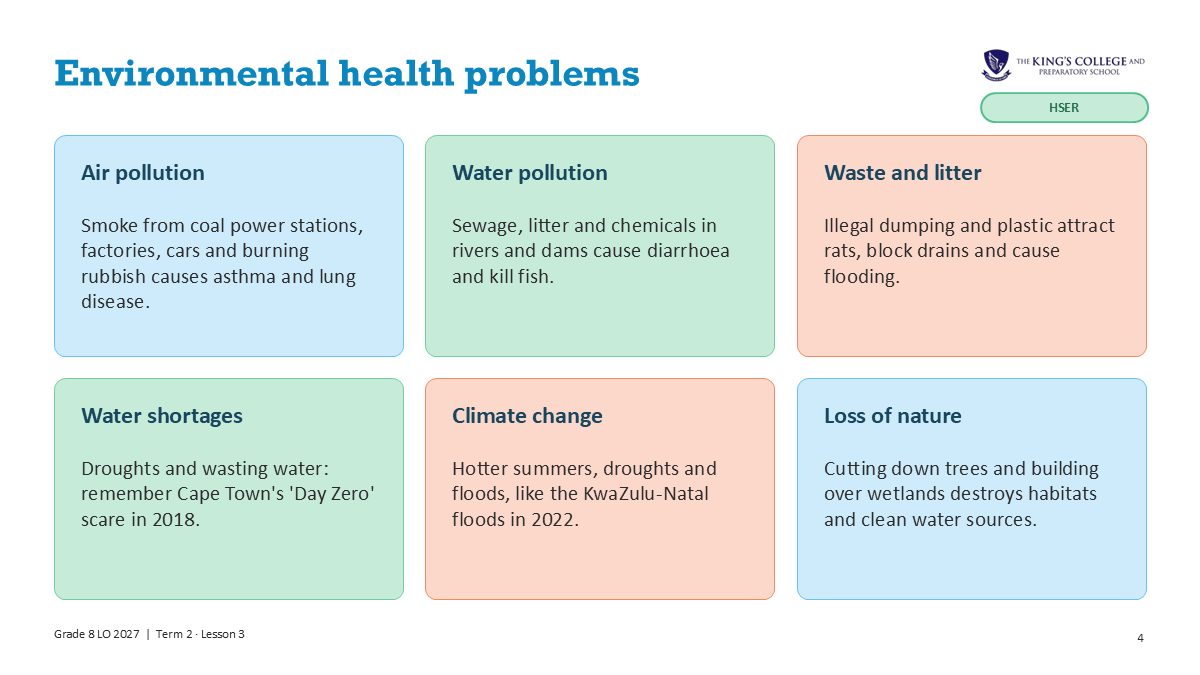 Environmental health problems
THE KING'S COLLEGE AND
PREPARATORY SCHOOL
HSER
Air pollution
Smoke from coal power stations,
factories, cars and burning
rubbish causes asthma and lung
disease.
Water pollution
Sewage, litter and chemicals in
rivers and dams cause diarrhoea
and kill fish.
Waste and litter
Illegal dumping and plastic attract
rats, block drains and cause
flooding.
Water shortages
Droughts and wasting water:
remember Cape Town's 'Day Zero'
scare in 2018.
Climate change
Hotter summers, droughts and
floods, like the KwaZulu-Natal
floods in 2022.
Loss of nature
Cutting down trees and building
over wetlands destroys habitats
and clean water sources.
Grade 8 LO 2027 | Term 2 · Lesson 3
4